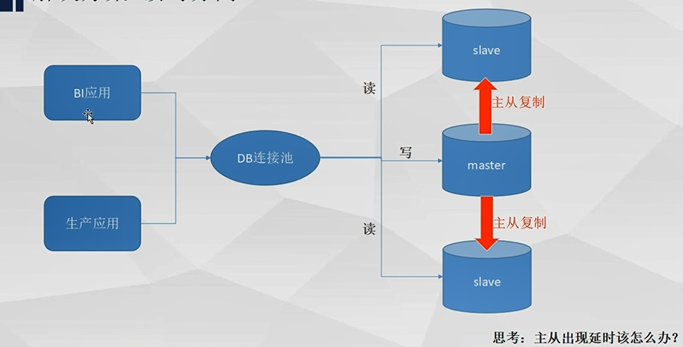 slave
BI应用
读
主从复制
写
DB连接池
master
生产应用
读
主从复制
slave
思考：主从出现延时该怎么办?